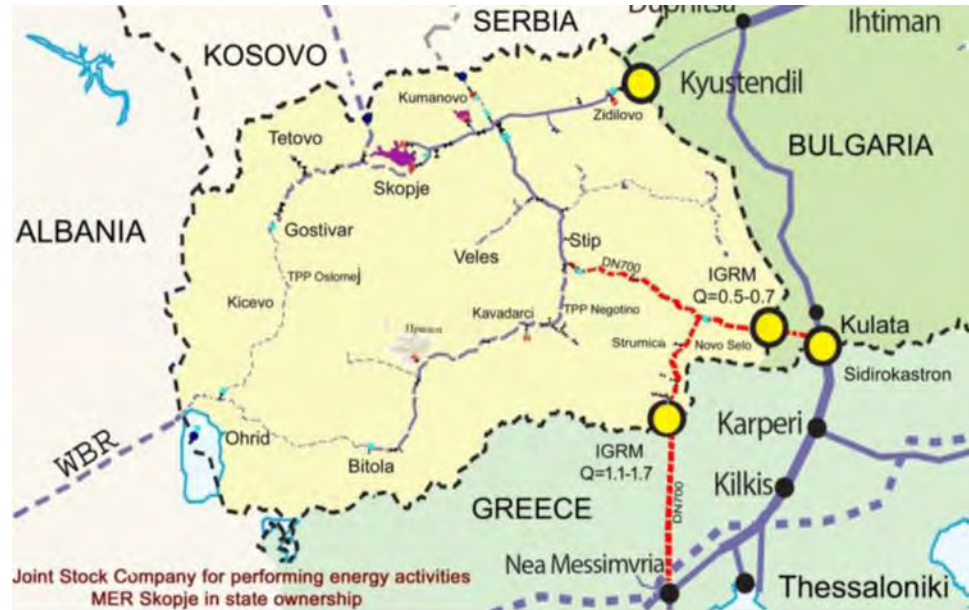 Dupnitsa
SERBIA
Ihtiman
KOSOVO
Kyustendil
Kumanovo
Zidilovo
Tetovo
BULGARIA
Skopje
ALBANIA
Gostivar
Stip
Veles
DN700
IGRM
Q=0.5-0.7
TPP Oslomej
Kicevo
Kavadarci
TPP Negotino
Kulata
Strumica
Novo Selo
Sidirokastron
WBR
Ohrid
Bitola
IGRM
Q=1.1-1.7
Karperi
Kilkis
GREECE
DN700
Nea Messimvria
Joint Stock Company for performing energy activities
MER Skopje in state ownership
Thessaloniki